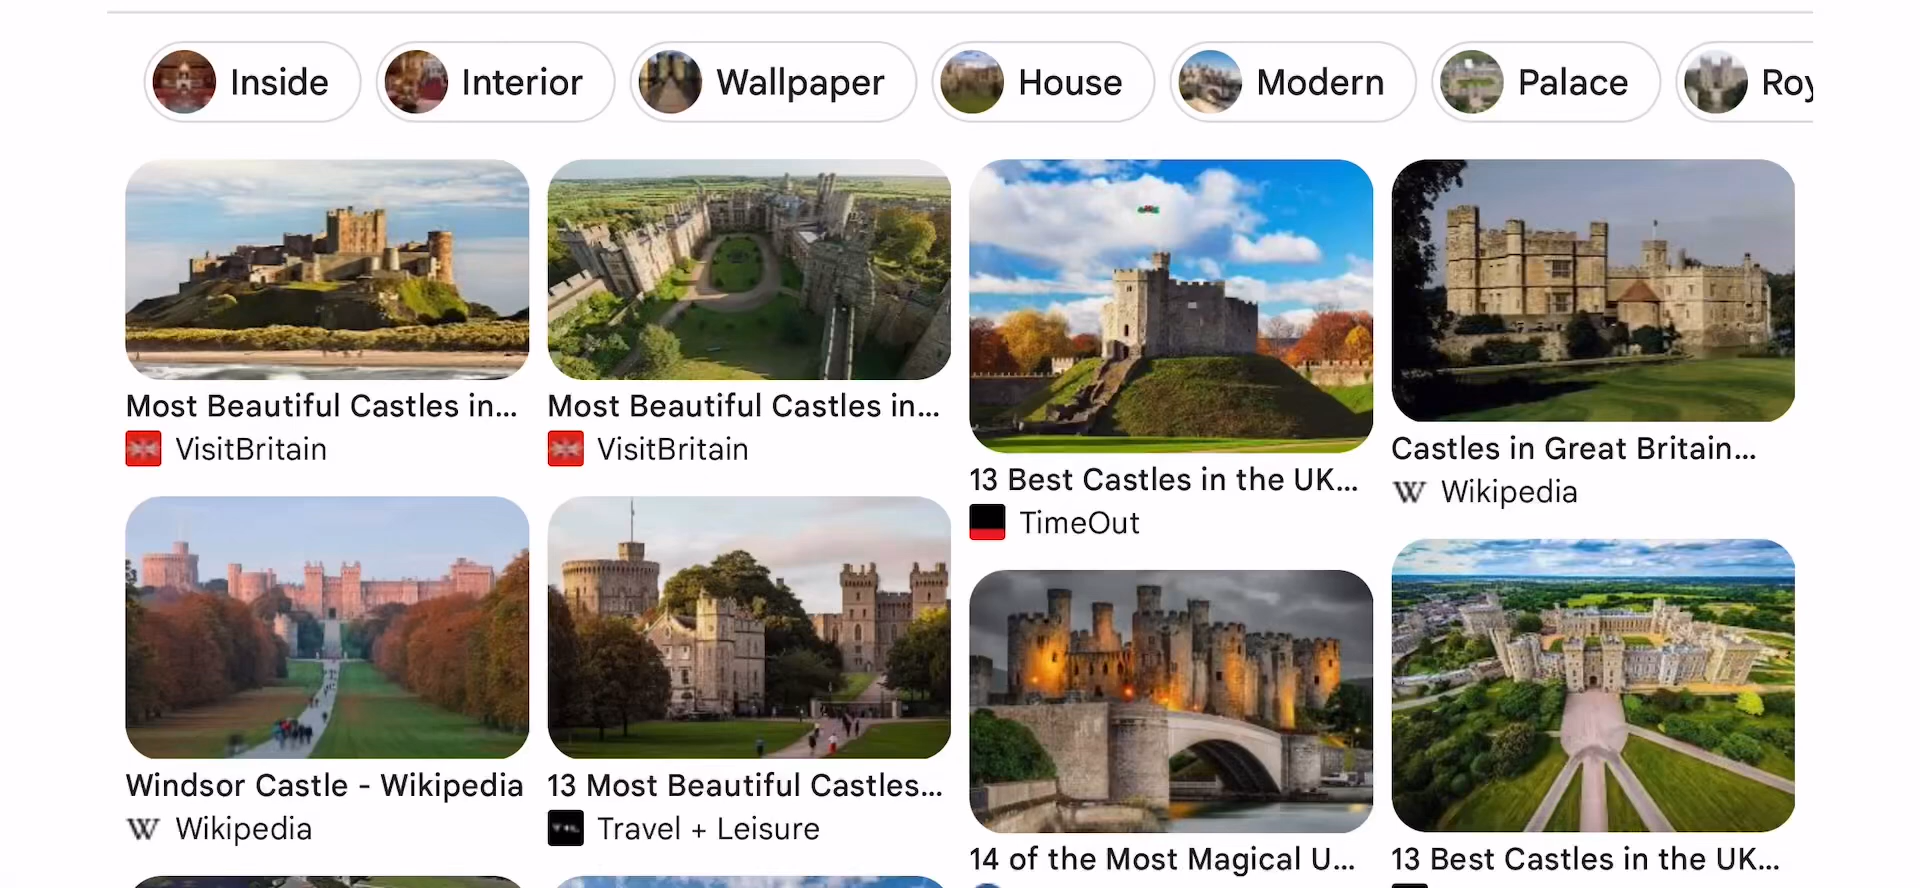 Inside
Interior
Wallpaper
House
Modern
Palace
Roy
Most Beautiful Castles in...
VisitBritain
Most Beautiful Castles in...
VisitBritain
13 Best Castles in the UK...
TimeOut
Castles in Great Britain...
W Wikipedia
Windsor Castle - Wikipedia
W Wikipedia
13 Most Beautiful Castles...
Travel + Leisure
14 of the Most Magical U...
13 Best Castles in the UK...